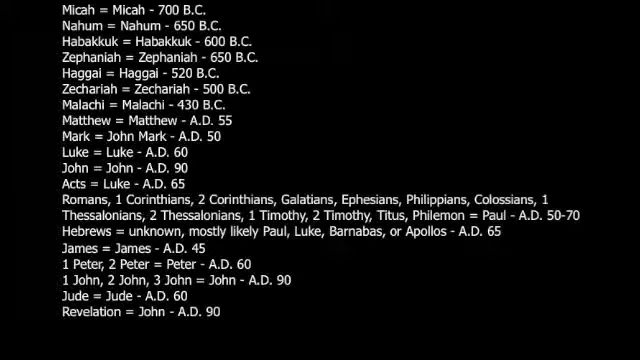 Micah = Micah - 700 B.C.
Nahum = Nahum - 650 B.C.
Habakkuk = Habakkuk - 600 B.C.
Zephaniah = Zephaniah - 650 B.C.
Haggai = Haggai - 520 B.C.
Zechariah = Zechariah - 500 B.C.
Malachi = Malachi - 430 B.C.
Matthew = Matthew - A.D. 55
Mark = John Mark - A.D. 50
Luke = Luke - A.D. 60
John = John - A.D. 90
Acts = Luke - A.D. 65
Romans, 1 Corinthians, 2 Corinthians, Galatians, Ephesians, Philippians, Colossians, 1
Thessalonians, 2 Thessalonians, 1 Timothy, 2 Timothy, Titus, Philemon = Paul - A.D. 50-70
Hebrews = unknown, mostly likely Paul, Luke, Barnabas, or Apollos - A.D. 65
James = James - A.D. 45
1 Peter, 2 Peter = Peter - A.D. 60
1 John, 2 John, 3 John = John - A.D. 90
Jude = Jude - A.D. 60
Revelation = John - A.D. 90